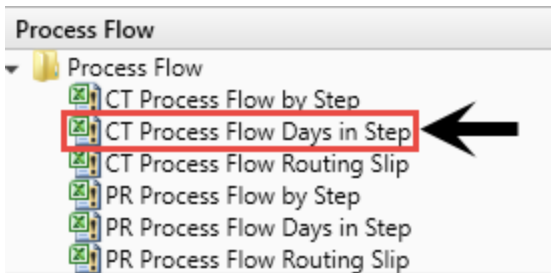 Process Flow
Process Flow
CT Process Flow by Step
CT Process Flow Days in Step
CT Process Flow Routing Slip
PR Process Flow by Step
PR Process Flow Days in Step
PR Process Flow Routing Slip